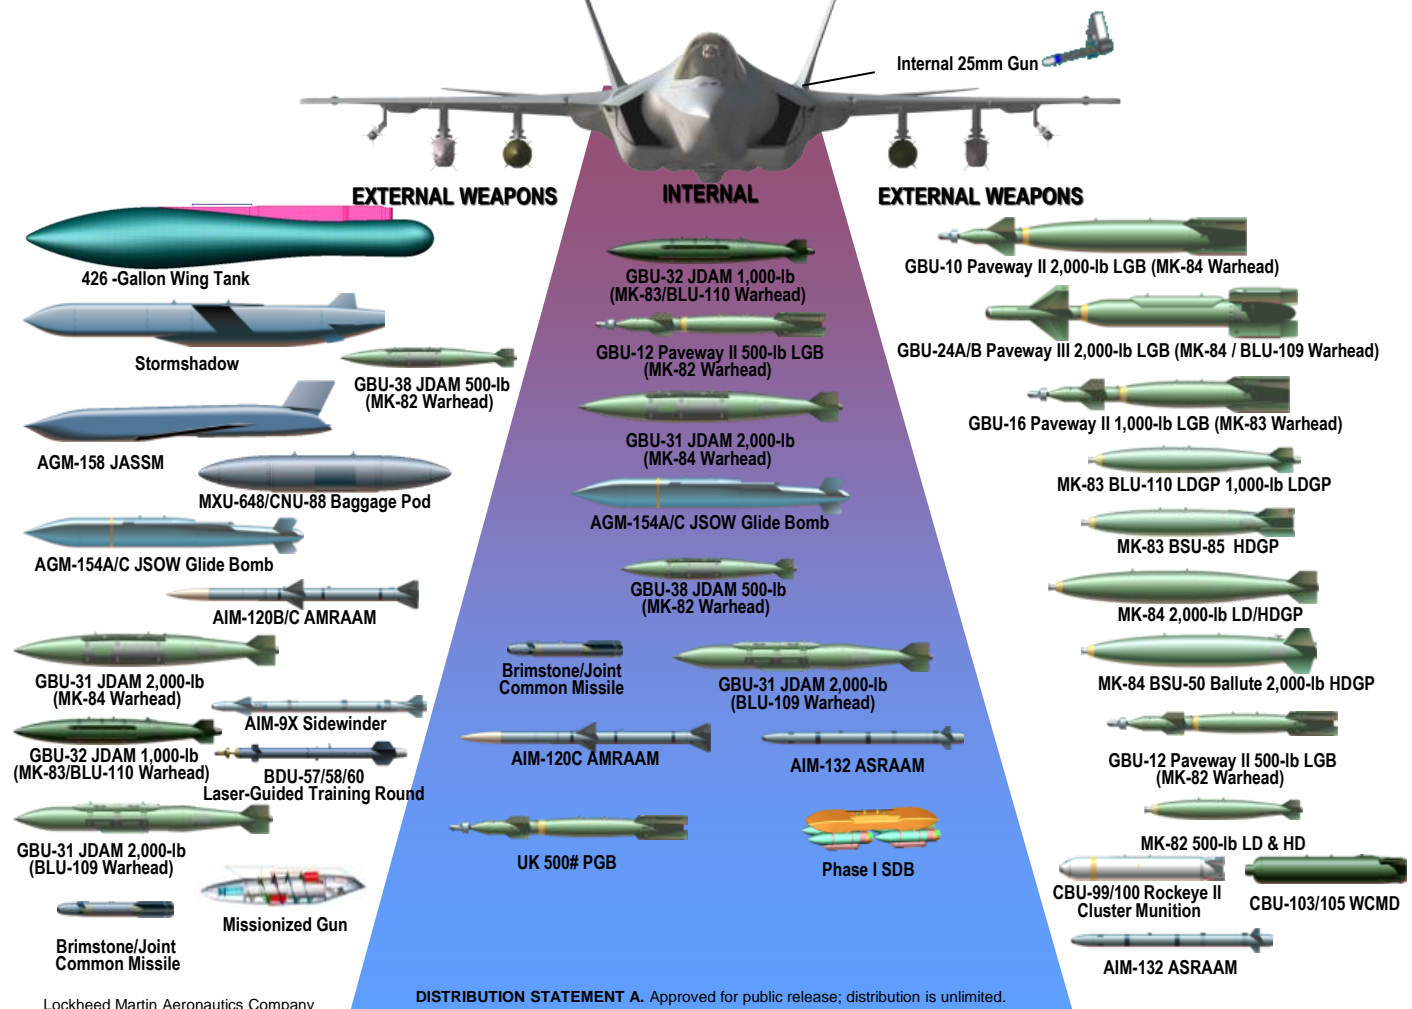 Internal 25mm Gun
EXTERNAL WEAPONS
INTERNAL
EXTERNAL WEAPONS
426 -Gallon Wing Tank
Stormshadow
GBU-38 JDAM 500-lb
(MK-82 Warhead)
AGM-158 JASSM
MXU-648/CNU-88 Baggage Pod
AGM-154A/C JSOW Glide Bomb
AIM-120B/C AMRAAM
GBU-31 JDAM 2,000-lb
(MK-84 Warhead)
AIM-9X Sidewinder
GBU-32 JDAM 1,000-lb
(MK-83/BLU-110 Warhead)
BDU-57/58/60
Laser-Guided Training Round
GBU-31 JDAM 2,000-lb
(BLU-109 Warhead)
Missionized Gun
Brimstone/Joint
Common Missile
GBU-32 JDAM 1,000-lb
(MK-83/BLU-110 Warhead)
GBU-12 Paveway II 500-lb LGB
(MK-82 Warhead)
GBU-31 JDAM 2,000-lb
(MK-84 Warhead)
AGM-154A/C JSOW Glide Bomb
GBU-38 JDAM 500-lb
(MK-82 Warhead)
Brimstone/Joint
Common Missile
GBU-31 JDAM 2,000-lb
(BLU-109 Warhead)
AIM-120C AMRAAM
AIM-132 ASRAAM
UK 500# PGB
Phase I SDB
GBU-10 Paveway II 2,000-lb LGB (MK-84 Warhead)
GBU-24A/B Paveway III 2,000-lb LGB (MK-84 / BLU-109 Warhead)
GBU-16 Paveway II 1,000-lb LGB (MK-83 Warhead)
MK-83 BLU-110 LDGP 1,000-lb LDGP
MK-83 BSU-85 HDGP
MK-84 2,000-lb LD/HDGP
MK-84 BSU-50 Ballute 2,000-lb HDGP
GBU-12 Paveway II 500-lb LGB
(MK-82 Warhead)
MK-82 500-lb LD & HD
CBU-99/100 Rockeye II
Cluster Munition
CBU-103/105 WCMD
AIM-132 ASRAAM
Lockheed Martin Aeronautics Company
DISTRIBUTION STATEMENT A. Approved for public release; distribution is unlimited.